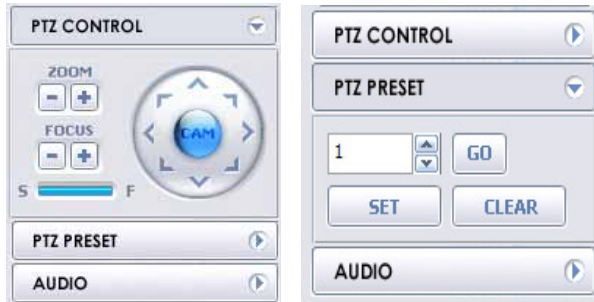 PTZ CONTROL
ZOOM
- +
FOCUS
- +
CAM
S F
PTZ PRESET
AUDIO
PTZ CONTROL
PTZ PRESET
1 GO
SET CLEAR
AUDIO